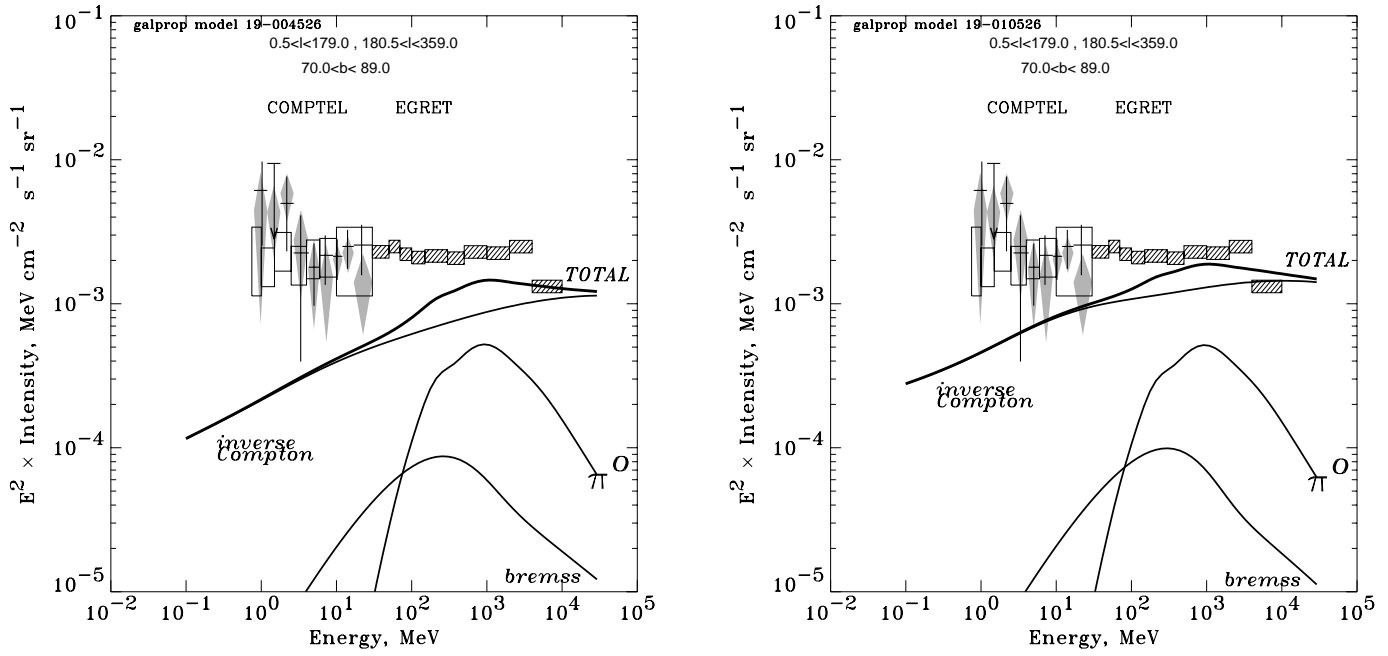 galprop model 19-004526
0.5<l<179.0 , 180.5<l<359.0
70.0<b< 89.0
COMPTEL EGRET
TOTAL
inverse
Compton
π O
bremss
10⁻¹
10⁻²
10⁻³
10⁻⁴
10⁻⁵
E² × Intensity, MeV cm⁻² s⁻¹ sr⁻¹
10⁻² 10⁻¹ 10⁰ 10¹ 10² 10³ 10⁴ 10⁵
Energy, MeV
galprop model 19-010526
0.5<l<179.0 , 180.5<l<359.0
70.0<b< 89.0
COMPTEL EGRET
TOTAL
inverse
Compton
π O
bremss
10⁻¹
10⁻²
10⁻³
10⁻⁴
10⁻⁵
E² × Intensity, MeV cm⁻² s⁻¹ sr⁻¹
10⁻² 10⁻¹ 10⁰ 10¹ 10² 10³ 10⁴ 10⁵
Energy, MeV